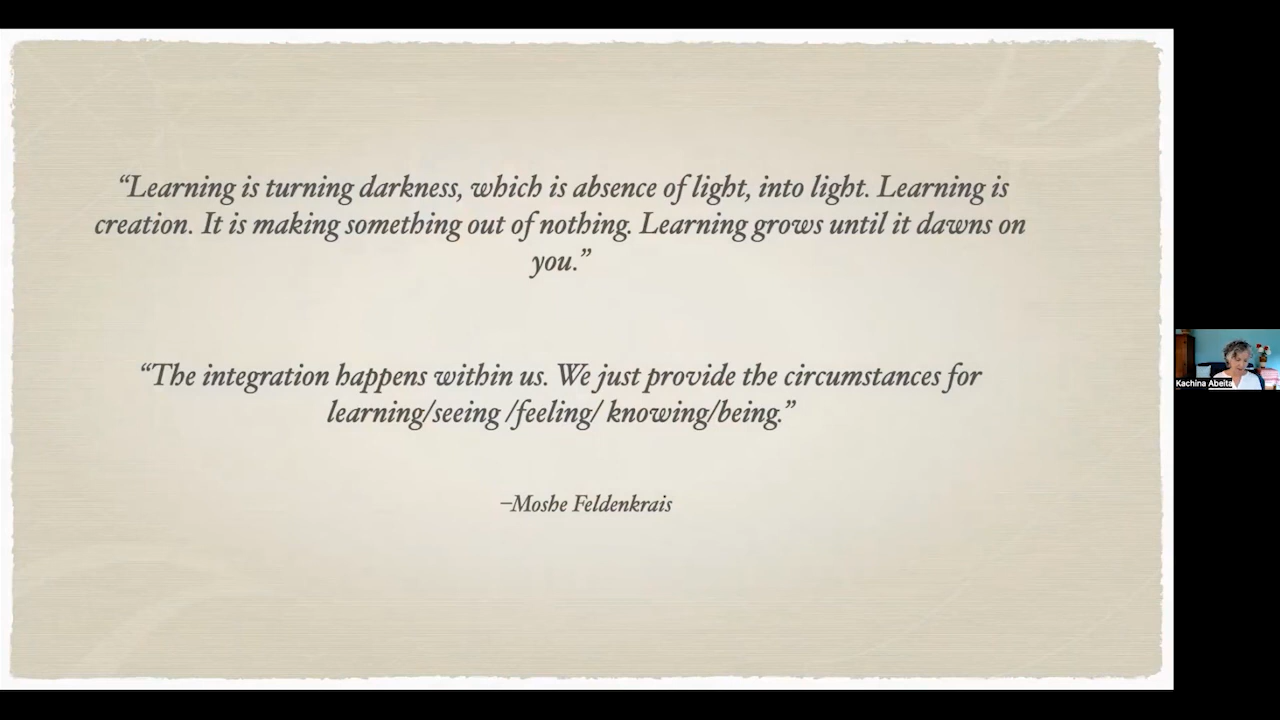 “Learning is turning darkness, which is absence of light, into light. Learning is
creation. It is making something out of nothing. Learning grows until it dawns on
you.”
“The integration happens within us. We just provide the circumstances for
learning/seeing /feeling/ knowing/being.”
–Moshe Feldenkrais
Kachina Abeita